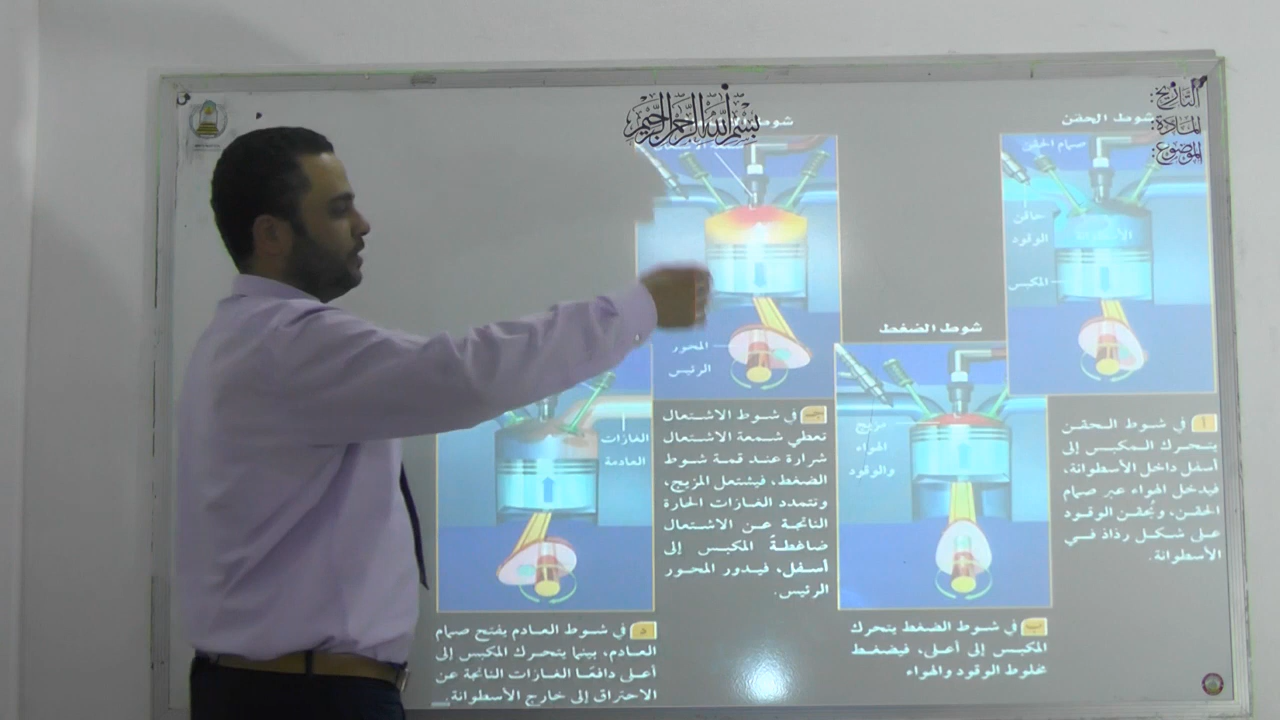 بسم الله الرحمن الرحيم
التاريخ:
المادة:
الموضوع:
شوط الحقن
صمام الحقن
حاقن
الوقود
المكبس
أ في شوط الحقن
يتحرك المكبس إلى
أسفل داخل الأسطوانة،
فيدخل الهواء عبر صمام
الحقن، ويُحقن الوقود
على شكل رذاذ في
الأسطوانة.
شوط الضغط
مزيج
الهواء
والوقود
ب في شوط الضغط يتحرك
المكبس إلى أعلى، فيضغط
مخلوط الوقود والهواء
شوط
المحور
الرئيس
جـ في شوط الاشتعال
تعطي شمعة الاشتعال
شرارة عند قمة شوط
الضغط، فيشتعل المزيج،
وتتمدد الغازات الحارة
الناتجة عن الاشتعال
ضاغطةً المكبس إلى
أسفل، فيدور المحور
الرئيس.
الغازات
العادمة
د في شوط العادم يفتح صمام
العادم، بينما يتحرك المكبس إلى
أعلى دافعًا الغازات الناتجة عن
الاحتراق إلى خارج الأسطوانة.